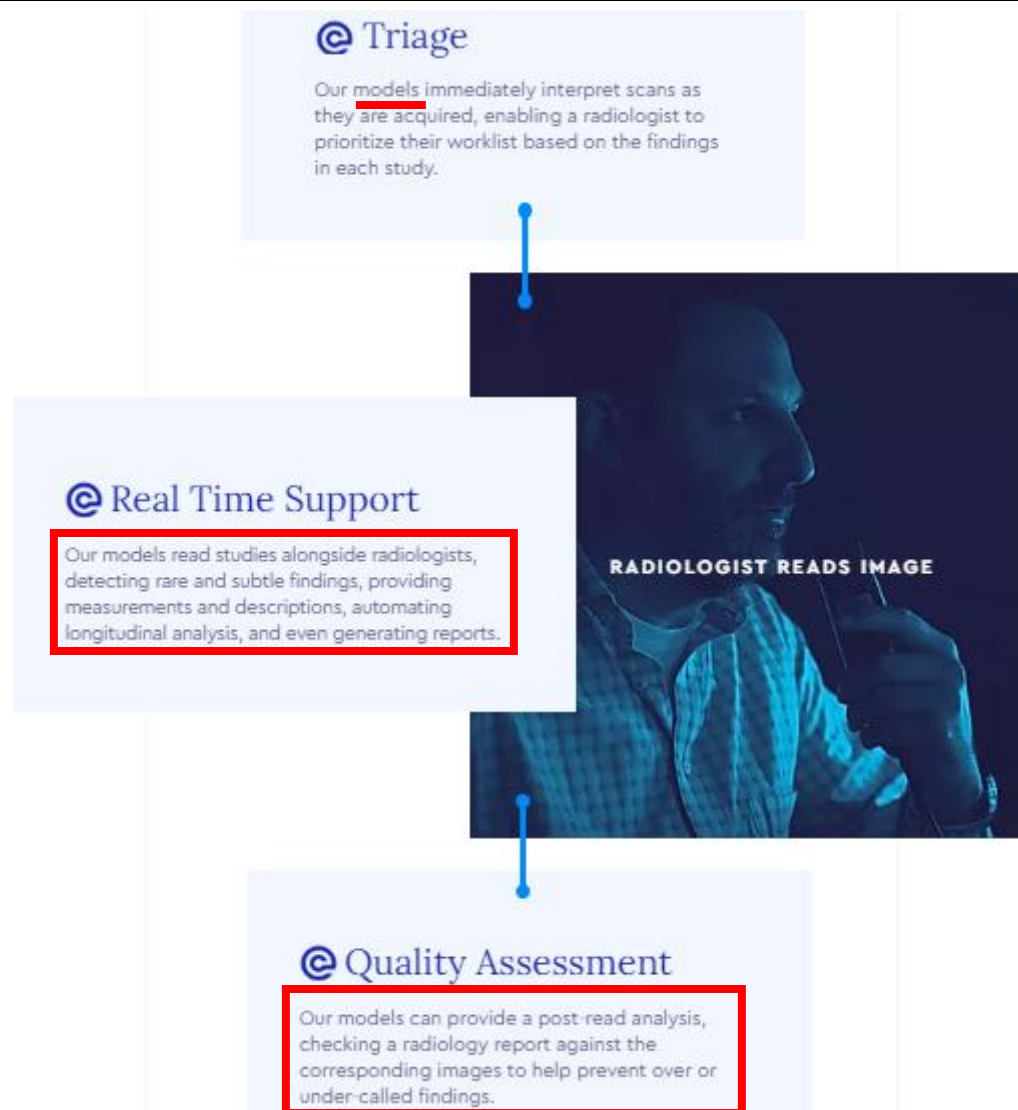 Triage
Our models immediately interpret scans as
they are acquired, enabling a radiologist to
prioritize their worklist based on the findings
in each study.
RADIOLOGIST READS IMAGE
Real Time Support
Our models read studies alongside radiologists,
detecting rare and subtle findings, providing
measurements and descriptions, automating
longitudinal analysis, and even generating reports.
Quality Assessment
Our models can provide a post-read analysis,
checking a radiology report against the
corresponding images to help prevent over or
under-called findings.